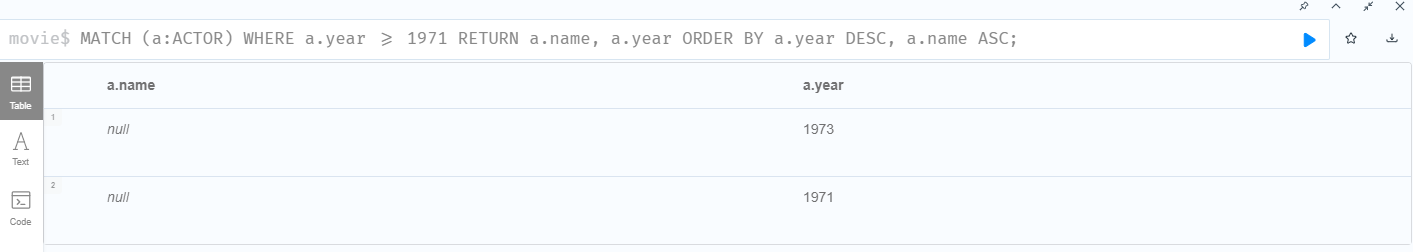 movie$ MATCH (a:ACTOR) WHERE a.year >= 1971 RETURN a.name, a.year ORDER BY a.year DESC, a.name ASC;
Table
a.name a.year
1 null 1973
Text
2 null 1971
Code